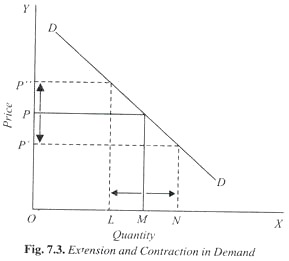 Y
D
P''
P
P'
Price
D
O
L
M
N
X
Quantity
Fig. 7.3. Extension and Contraction in Demand